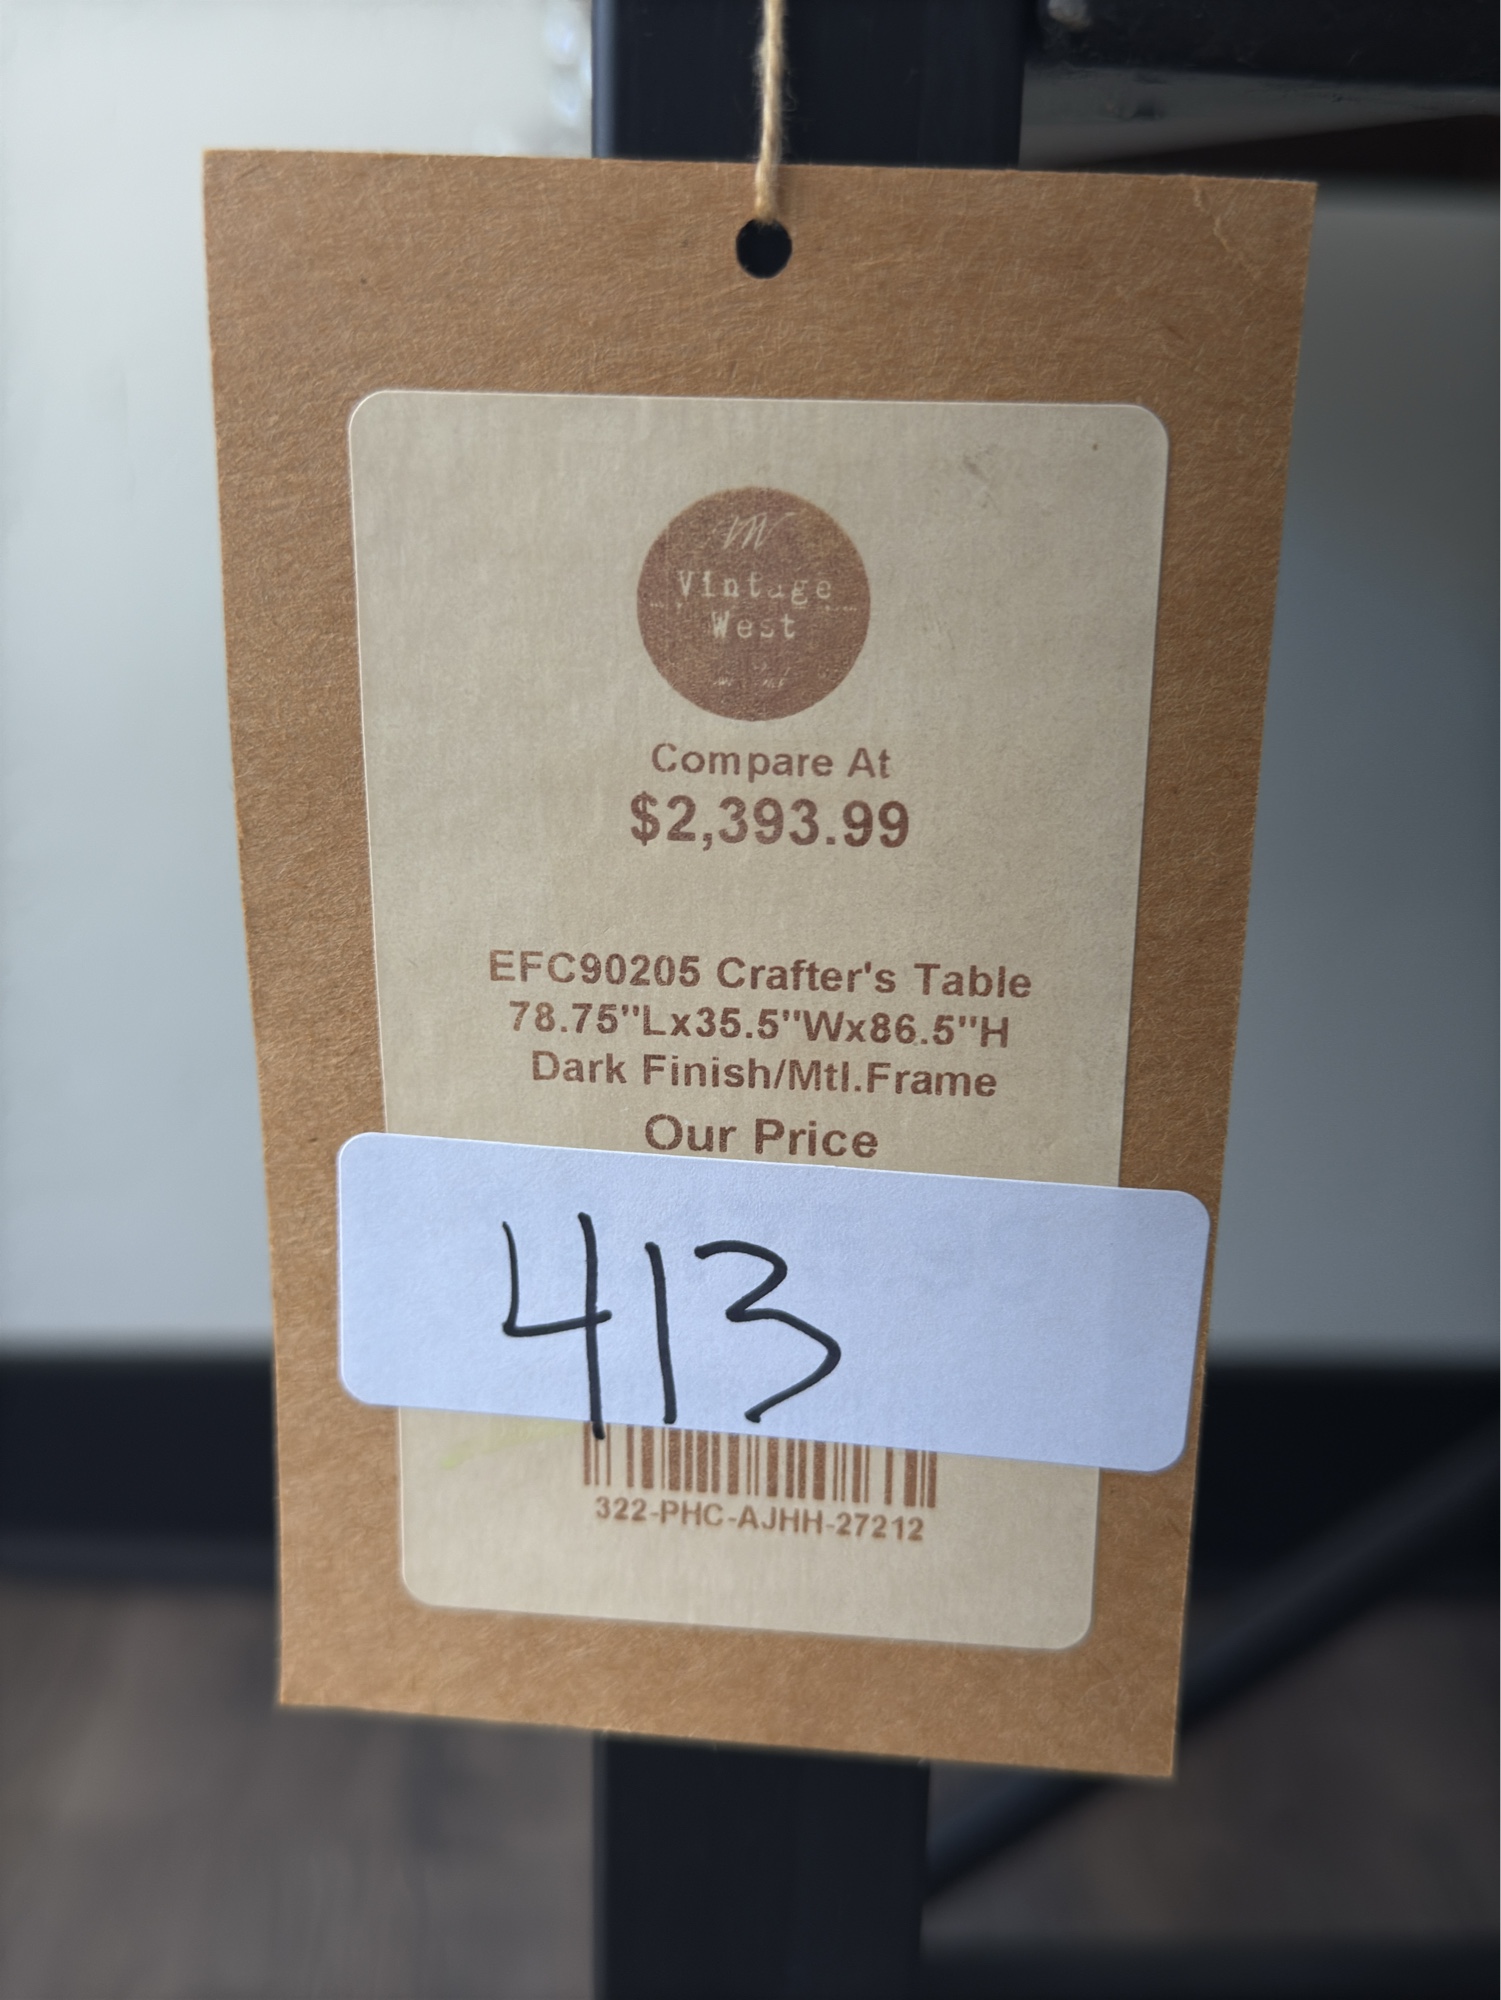 Vintage
West
Compare At
$2,393.99
EFC90205 Crafter's Table
78.75"Lx35.5"Wx86.5"H
Dark Finish/Mtl.Frame
Our Price
413
322-PHC-AJHH-27212